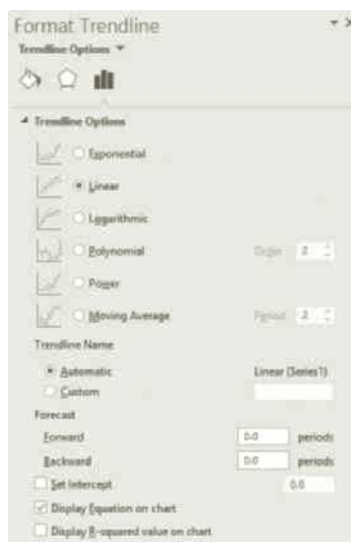 Format Trendline
Trendline Options
Trendline Options
Exponential
Linear
Logarithmic
Polynomial Order 2
Power
Moving Average Period 2
Trendline Name
Automatic Linear (Series1)
Custom
Forecast
Forward 0.0 periods
Backward 0.0 periods
Set Intercept 0.0
Display Equation on chart
Display R-squared value on chart